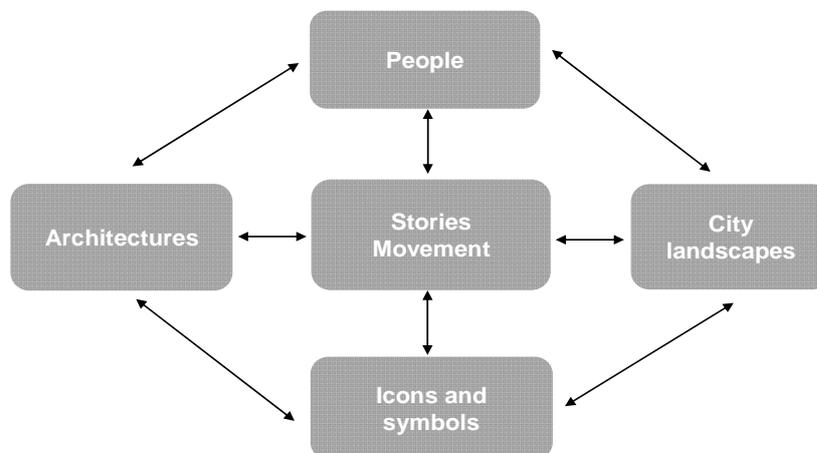 People
Architectures
Stories
Movement
City
landscapes
Icons and
symbols